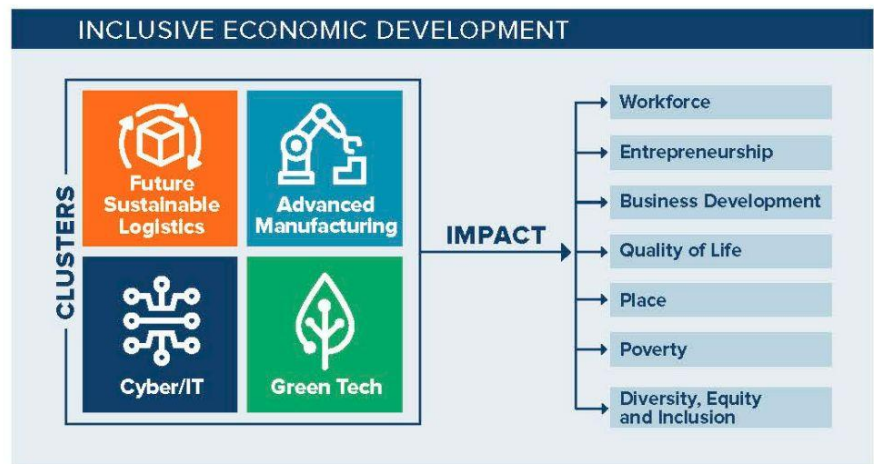 INCLUSIVE ECONOMIC DEVELOPMENT
CLUSTERS
Future
Sustainable
Logistics
Advanced
Manufacturing
Cyber/IT
Green Tech
IMPACT
Workforce
Entrepreneurship
Business Development
Quality of Life
Place
Poverty
Diversity, Equity
and Inclusion